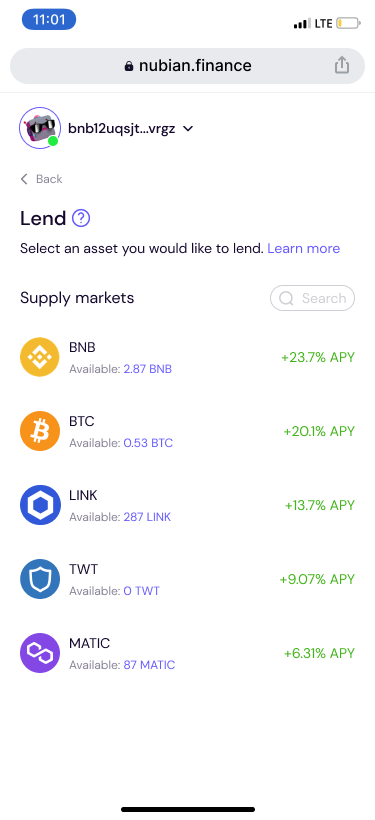 11:01
LTE
nubian.finance
bnb12uqsjt...vrgz
Back
Lend ?
Select an asset you would like to lend. Learn more
Supply markets
Search
BNB
Available: 2.87 BNB
+23.7% APY
BTC
Available: 0.53 BTC
+20.1% APY
LINK
Available: 287 LINK
+13.7% APY
TWT
Available: 0 TWT
+9.07% APY
MATIC
Available: 87 MATIC
+6.31% APY